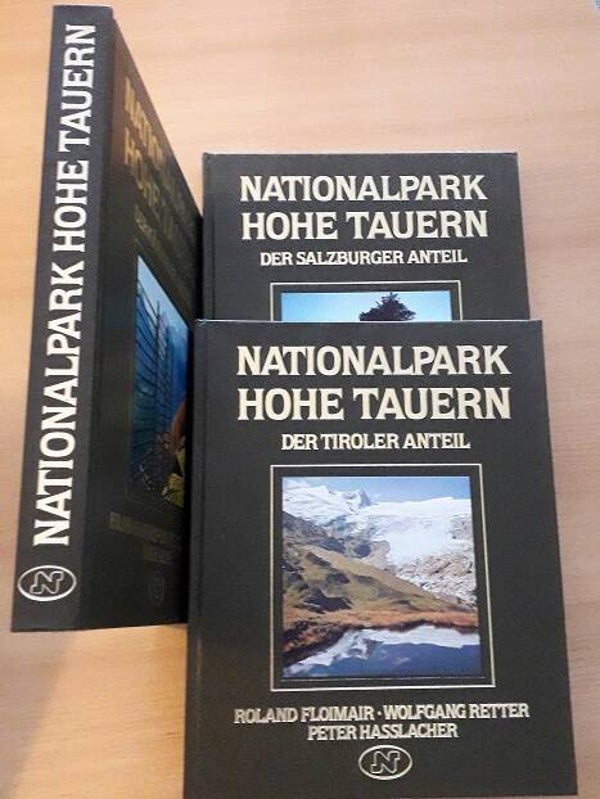 NATIONALPARK HOHE TAUERN
N
NATIONALPARK
HOHE TAUERN
DER SALZBURGER ANTEIL
NATIONALPARK
HOHE TAUERN
DER TIROLER ANTEIL
ROLAND FLOIMAIR · WOLFGANG RETTER
PETER HASSLACHER
N